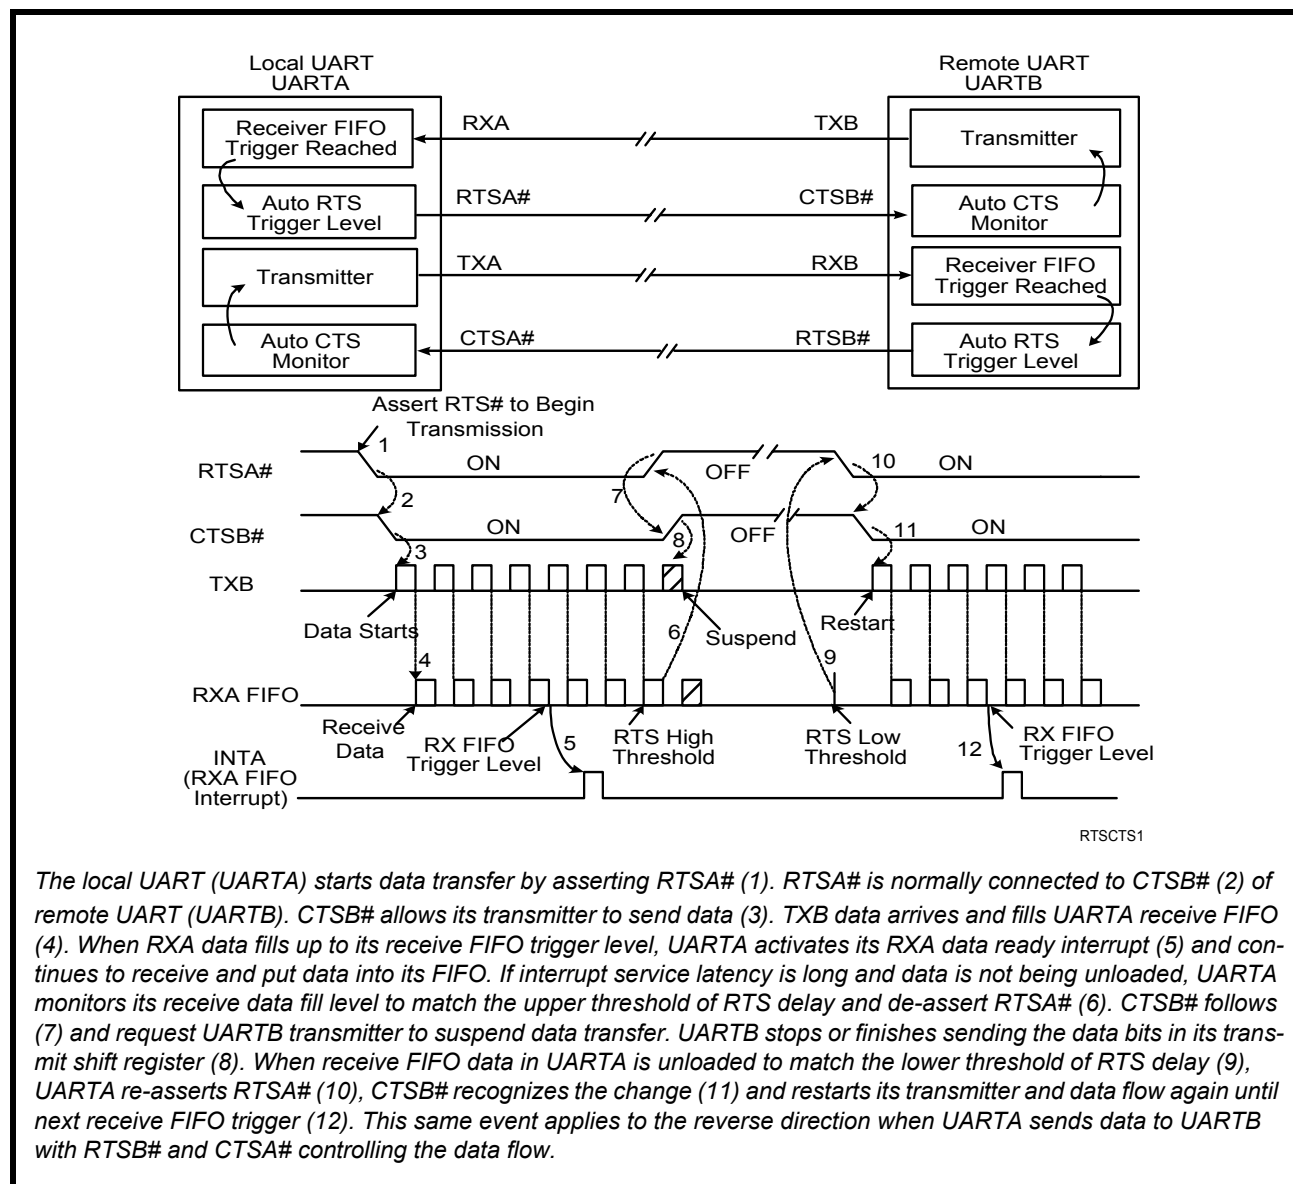 Local UART
UARTA
Remote UART
UARTB
Receiver FIFO
Trigger Reached
RXA
TXB
Transmitter
Auto RTS
Trigger Level
RTSA#
CTSB#
Auto CTS
Monitor
Transmitter
TXA
RXB
Receiver FIFO
Trigger Reached
Auto CTS
Monitor
CTSA#
RTSB#
Auto RTS
Trigger Level
Assert RTS# to Begin
Transmission
1
RTSA#
ON
OFF
10
ON
2
7
CTSB#
ON
OFF
11
ON
3
8
TXB
Data Starts
6
Suspend
Restart
4
9
RXA FIFO
Receive
Data
RX FIFO
Trigger Level
5
RTS High
Threshold
RTS Low
Threshold
12
RX FIFO
Trigger Level
INTA
(RXA FIFO
Interrupt)
RTSCTS1
The local UART (UARTA) starts data transfer by asserting RTSA# (1). RTSA# is normally connected to CTSB# (2) of
remote UART (UARTB). CTSB# allows its transmitter to send data (3). TXB data arrives and fills UARTA receive FIFO
(4). When RXA data fills up to its receive FIFO trigger level, UARTA activates its RXA data ready interrupt (5) and con-
tinues to receive and put data into its FIFO. If interrupt service latency is long and data is not being unloaded, UARTA
monitors its receive data fill level to match the upper threshold of RTS delay and de-assert RTSA# (6). CTSB# follows
(7) and request UARTB transmitter to suspend data transfer. UARTB stops or finishes sending the data bits in its trans-
mit shift register (8). When receive FIFO data in UARTA is unloaded to match the lower threshold of RTS delay (9),
UARTA re-asserts RTSA# (10), CTSB# recognizes the change (11) and restarts its transmitter and data flow again until
next receive FIFO trigger (12). This same event applies to the reverse direction when UARTA sends data to UARTB
with RTSB# and CTSA# controlling the data flow.